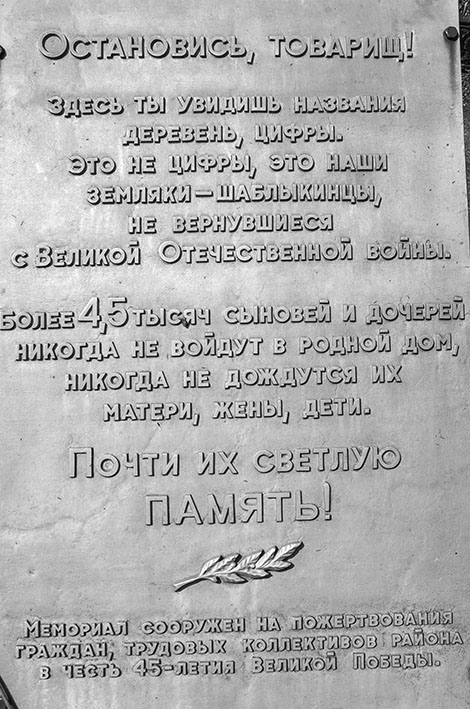 Остановись, товарищ!
Здесь ты увидишь названия
деревень, цифры.
Это не цифры, это наши
земляки – шаблыкинцы,
не вернувшиеся
с Великой Отечественной войны.
Более 4,5 тысяч сыновей и дочерей
никогда не войдут в родной дом,
никогда не дождутся их
матери, жены, дети.
Почти их светлую
память!
Мемориал сооружен на пожертвования
граждан, трудовых коллективов района
в честь 45-летия Великой Победы.